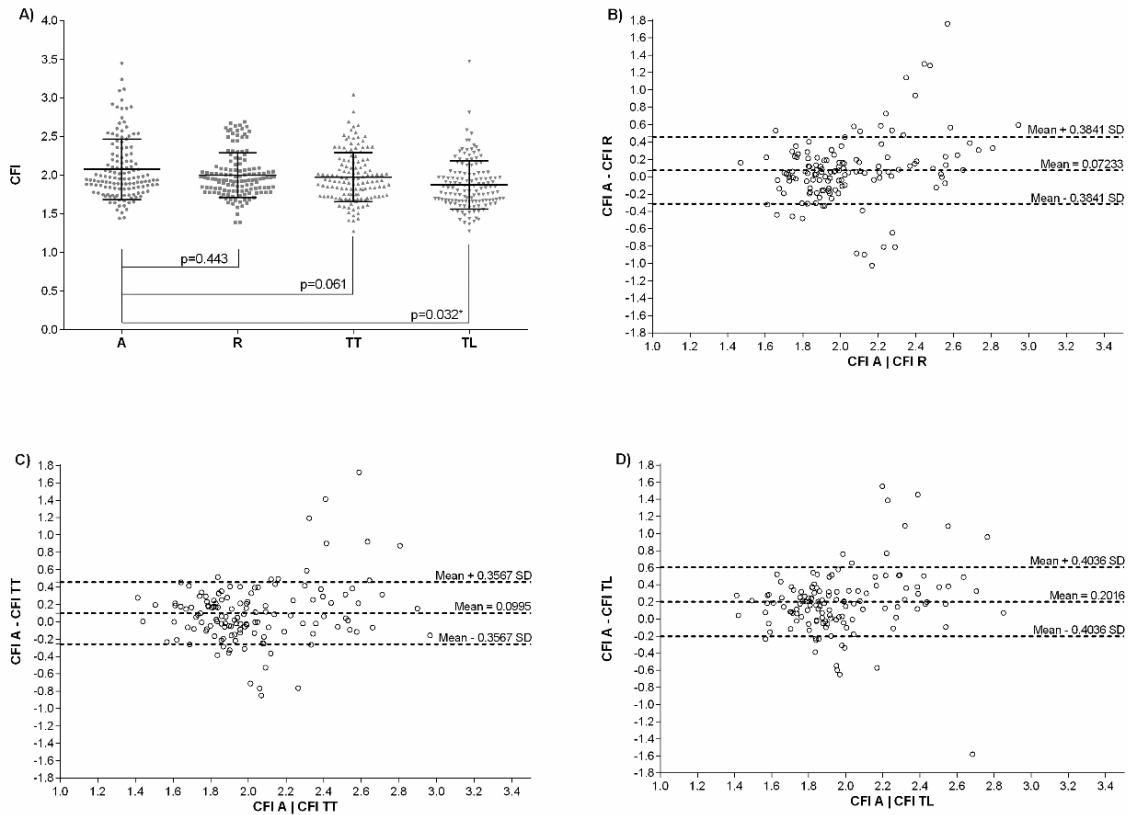 A)
4.0
3.5
3.0
2.5
2.0
1.5
1.0
0.5
0.0
CFI
p=0.443
p=0.061
p=0.032*
A R TT TL
B)
1.8
1.6
1.4
1.2
1.0
0.8
0.6
0.4
0.2
0.0
-0.2
-0.4
-0.6
-0.8
-1.0
-1.2
-1.4
-1.6
-1.8
CFI A - CFI R
Mean + 0.3841 SD
Mean = 0.07233
Mean - 0.3841 SD
1.0 1.2 1.4 1.6 1.8 2.0 2.2 2.4 2.6 2.8 3.0 3.2 3.4
CFI A | CFI R
C)
1.8
1.6
1.4
1.2
1.0
0.8
0.6
0.4
0.2
0.0
-0.2
-0.4
-0.6
-0.8
-1.0
-1.2
-1.4
-1.6
-1.8
CFI A - CFI TT
Mean + 0.3567 SD
Mean = 0.0995
Mean - 0.3567 SD
1.0 1.2 1.4 1.6 1.8 2.0 2.2 2.4 2.6 2.8 3.0 3.2 3.4
CFI A | CFI TT
D)
1.8
1.6
1.4
1.2
1.0
0.8
0.6
0.4
0.2
0.0
-0.2
-0.4
-0.6
-0.8
-1.0
-1.2
-1.4
-1.6
-1.8
CFI A - CFI TL
Mean + 0.4036 SD
Mean = 0.2016
Mean - 0.4036 SD
1.0 1.2 1.4 1.6 1.8 2.0 2.2 2.4 2.6 2.8 3.0 3.2 3.4
CFI A | CFI TL